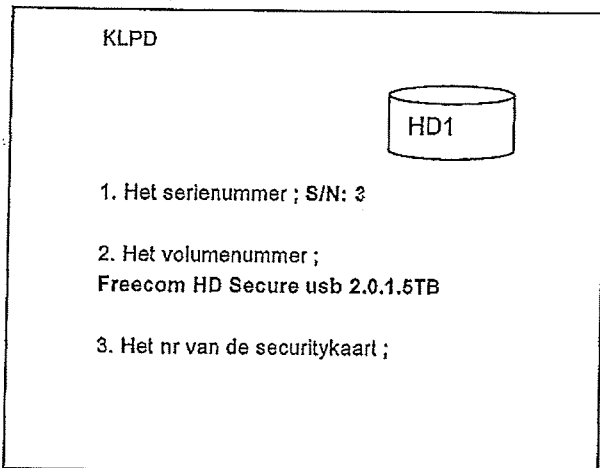 KLPD
HD1
1. Het serienummer ; S/N: 3
2. Het volumenummer ;
Freecom HD Secure usb 2.0.1.5TB
3. Het nr van de securitykaart ;